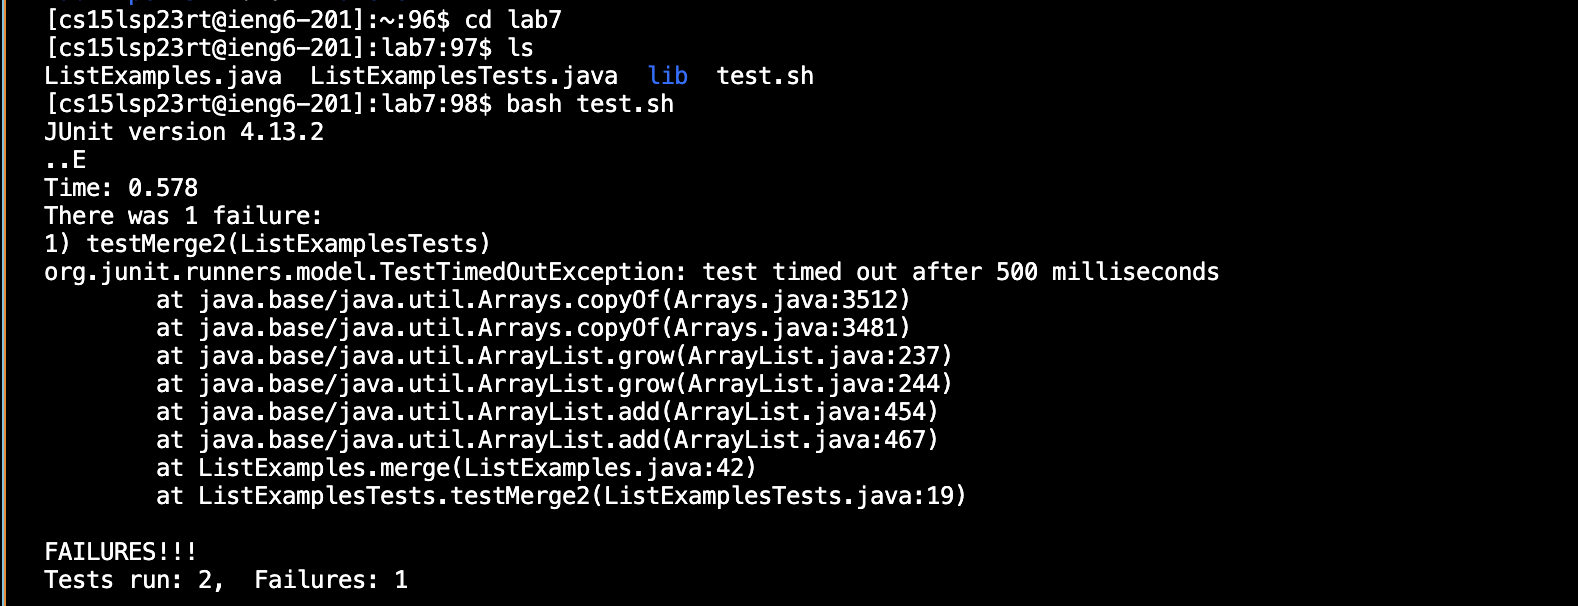 [cs15lsp23rt@ieng6-201]:~:96$ cd lab7
[cs15lsp23rt@ieng6-201]:lab7:97$ ls
ListExamples.java  ListExamplesTests.java  lib  test.sh
[cs15lsp23rt@ieng6-201]:lab7:98$ bash test.sh
JUnit version 4.13.2
..E
Time: 0.578
There was 1 failure:
1) testMerge2(ListExamplesTests)
org.junit.runners.model.TestTimedOutException: test timed out after 500 milliseconds
        at java.base/java.util.Arrays.copyOf(Arrays.java:3512)
        at java.base/java.util.Arrays.copyOf(Arrays.java:3481)
        at java.base/java.util.ArrayList.grow(ArrayList.java:237)
        at java.base/java.util.ArrayList.grow(ArrayList.java:244)
        at java.base/java.util.ArrayList.add(ArrayList.java:454)
        at java.base/java.util.ArrayList.add(ArrayList.java:467)
        at ListExamples.merge(ListExamples.java:42)
        at ListExamplesTests.testMerge2(ListExamplesTests.java:19)
FAILURES!!!
Tests run: 2,  Failures: 1